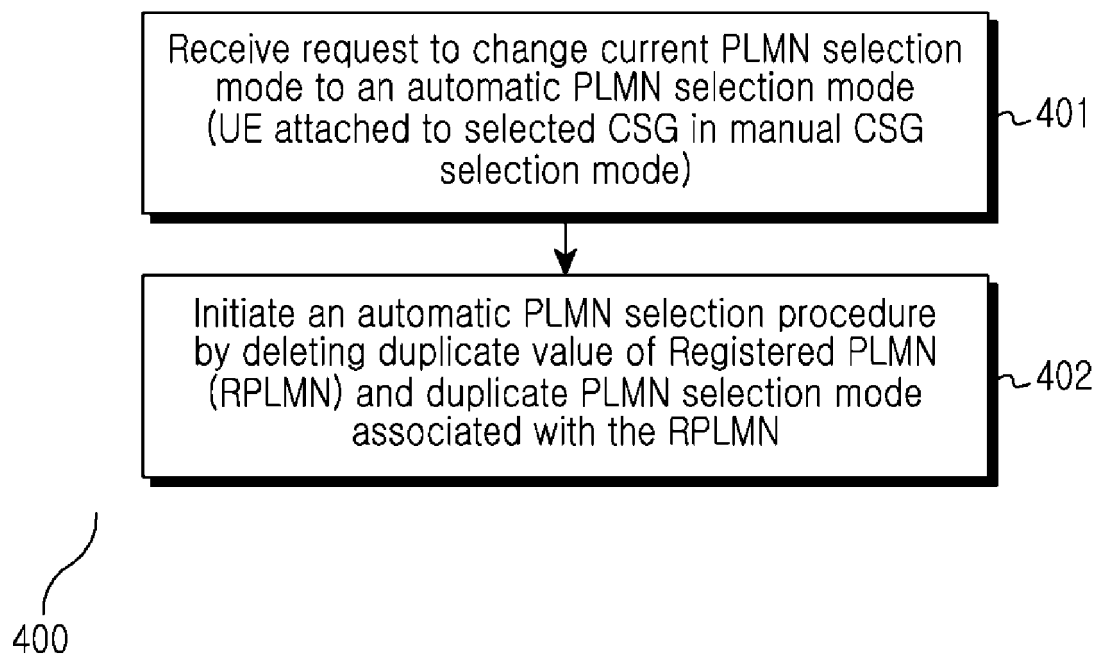 Receive request to change current PLMN selection
mode to an automatic PLMN selection mode
(UE attached to selected CSG in manual CSG
selection mode)
401
Initiate an automatic PLMN selection procedure
by deleting duplicate value of Registered PLMN
(RPLMN) and duplicate PLMN selection mode
associated with the RPLMN
402
400